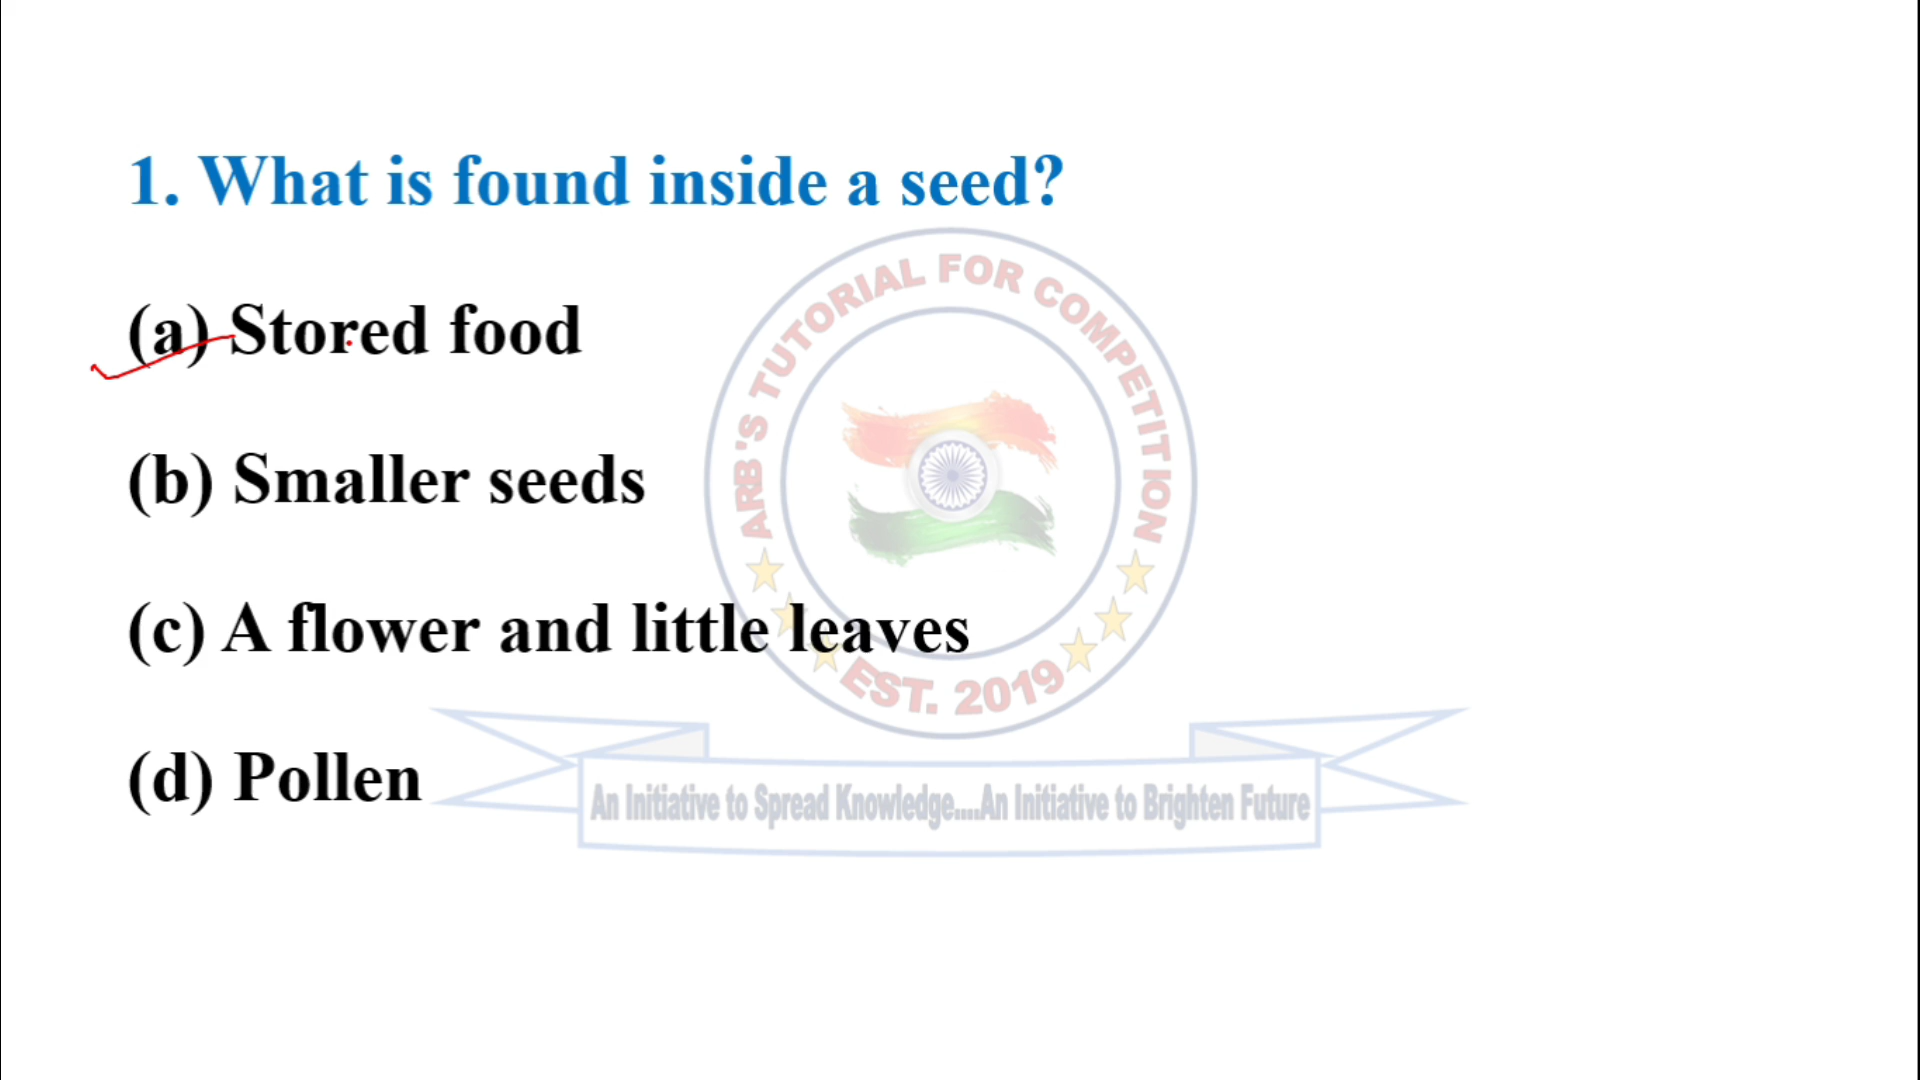 1. What is found inside a seed?
(a) Stored food
(b) Smaller seeds
(c) A flower and little leaves
(d) Pollen
ARB'S TUTORIAL FOR COMPETITION
EST. 2019
An Initiative to Spread Knowledge....An Initiative to Brighten Future